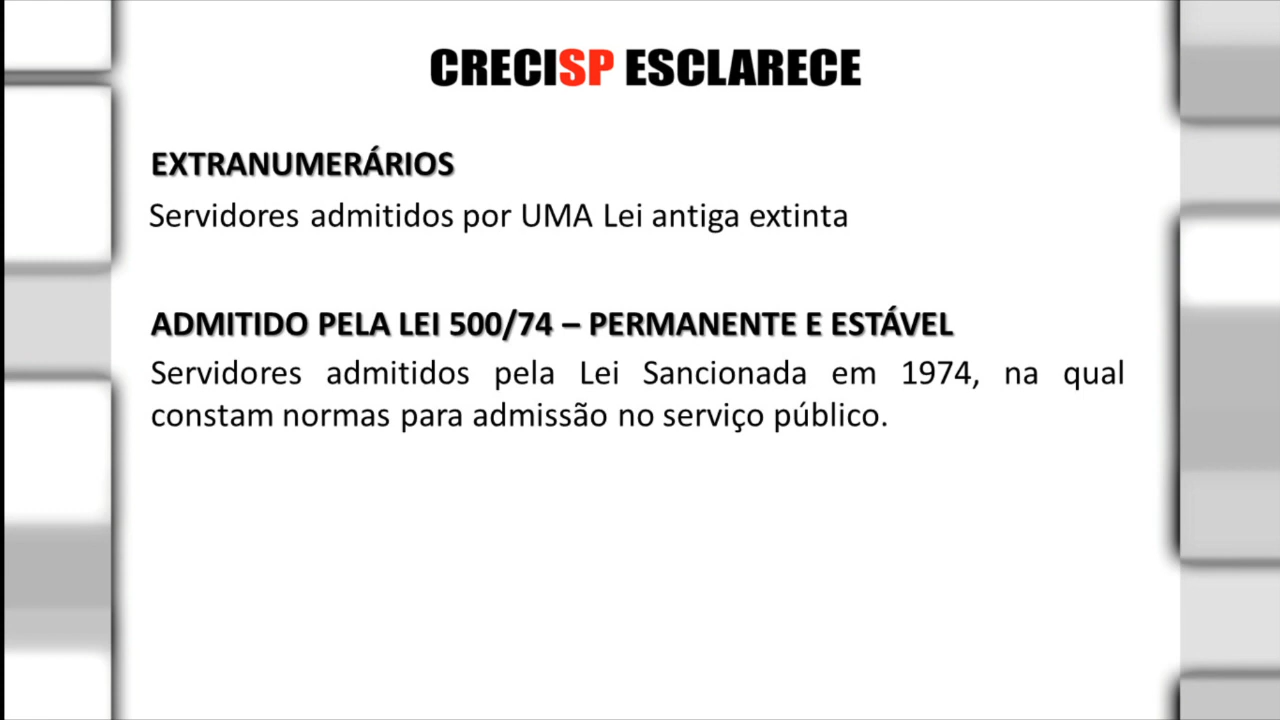 CRECISP ESCLARECE
EXTRANUMERÁRIOS
Servidores admitidos por UMA Lei antiga extinta
ADMITIDO PELA LEI 500/74 – PERMANENTE E ESTÁVEL
Servidores admitidos pela Lei Sancionada em 1974, na qual
constam normas para admissão no serviço público.